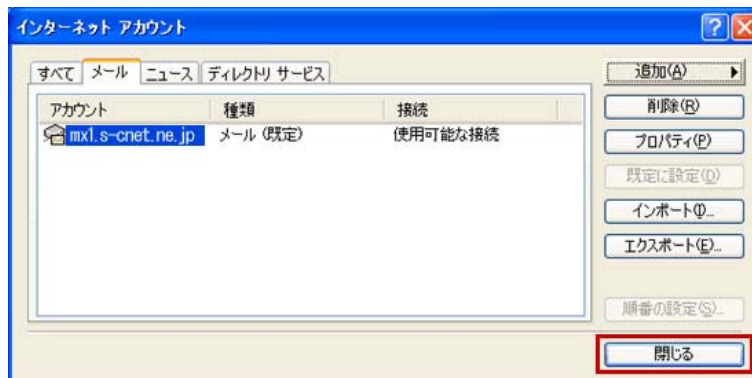 インターネット アカウント
すべて メール ニュース ディレクトリ サービス
追加(A)
アカウント 種類 接続
削除(R)
mx1.s-cnet.ne.jp メール (既定) 使用可能な接続
プロパティ(P)
既定に設定(D)
インポート(I)...
エクスポート(E)...
順番の設定(S)...
閉じる